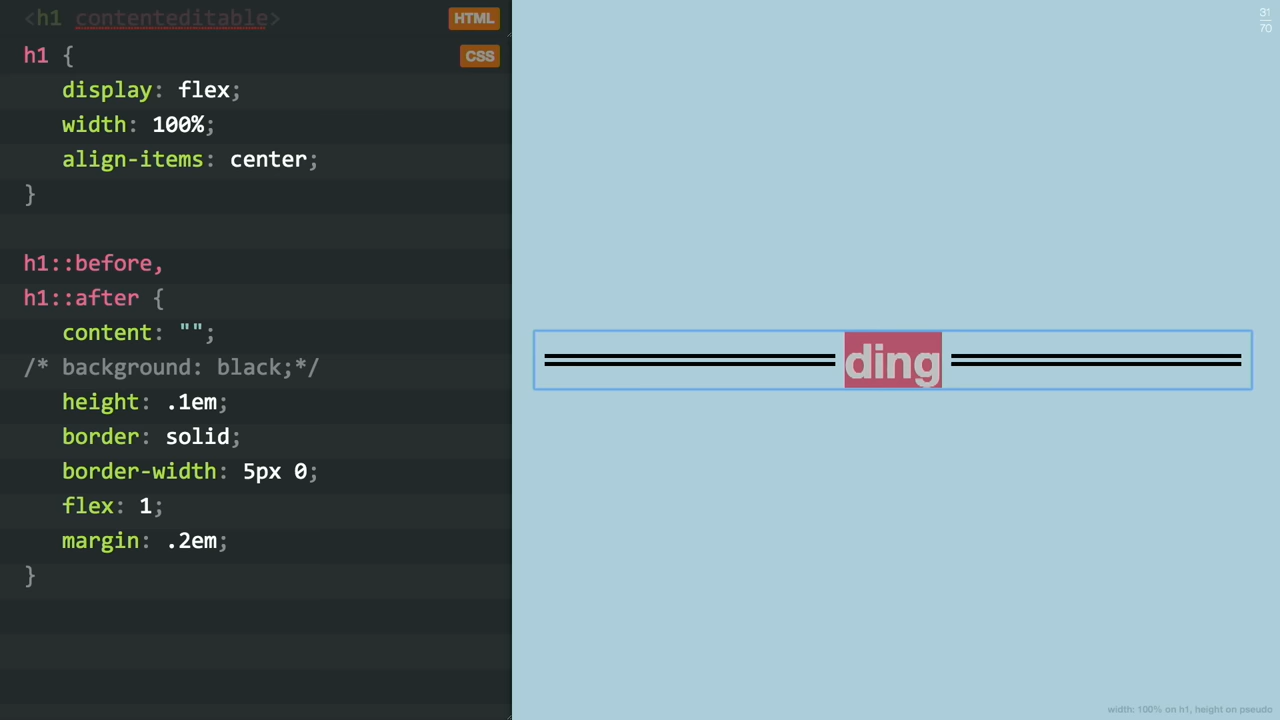 <h1 contenteditable>
HTML
h1 {
CSS
display: flex;
width: 100%;
align-items: center;
}
h1::before,
h1::after {
content: "";
/* background: black;*/
height: .1em;
border: solid;
border-width: 5px 0;
flex: 1;
margin: .2em;
}
ding
31
70
width: 100% on h1, height on pseudo